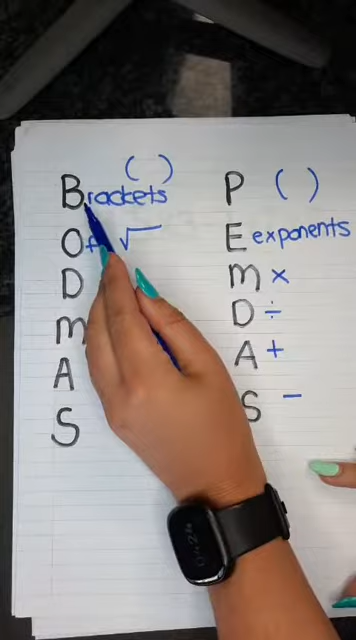 ( )
Brackets
Of √
D
M
A
S
P ( )
E exponents
M ×
D ÷
A +
S −